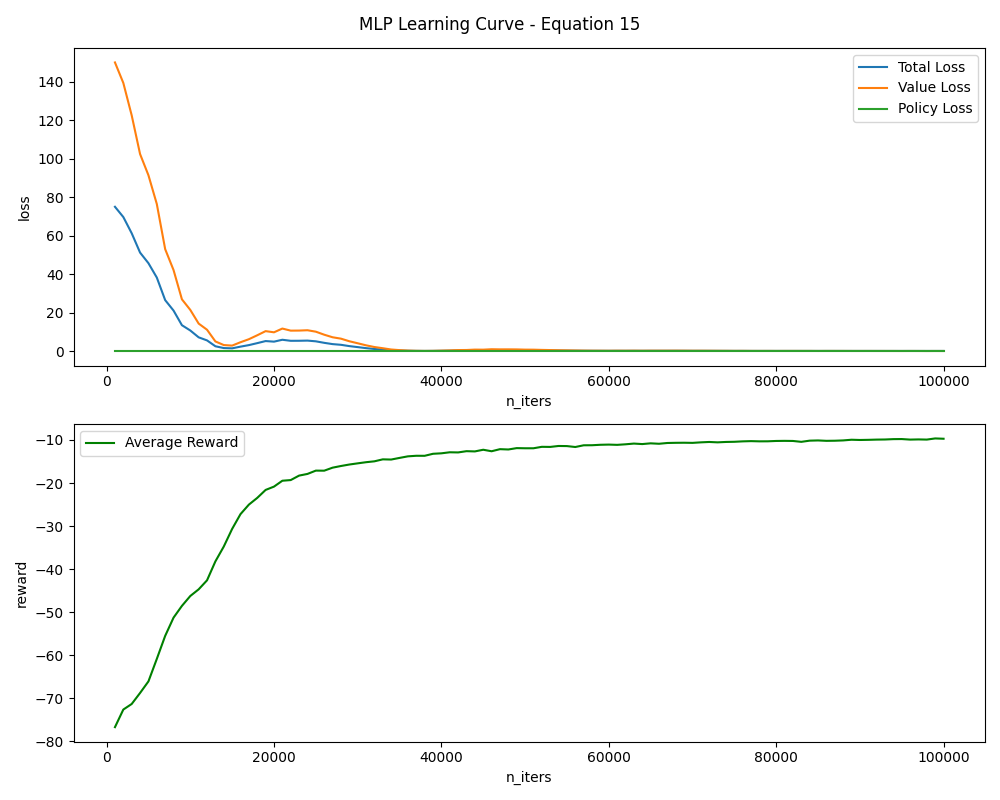 MLP Learning Curve - Equation 15
Total Loss
Value Loss
Policy Loss
140
120
100
80
60
40
20
0
loss
0 20000 40000 60000 80000 100000
n_iters
Average Reward
−10
−20
−30
−40
−50
−60
−70
−80
reward
0 20000 40000 60000 80000 100000
n_iters